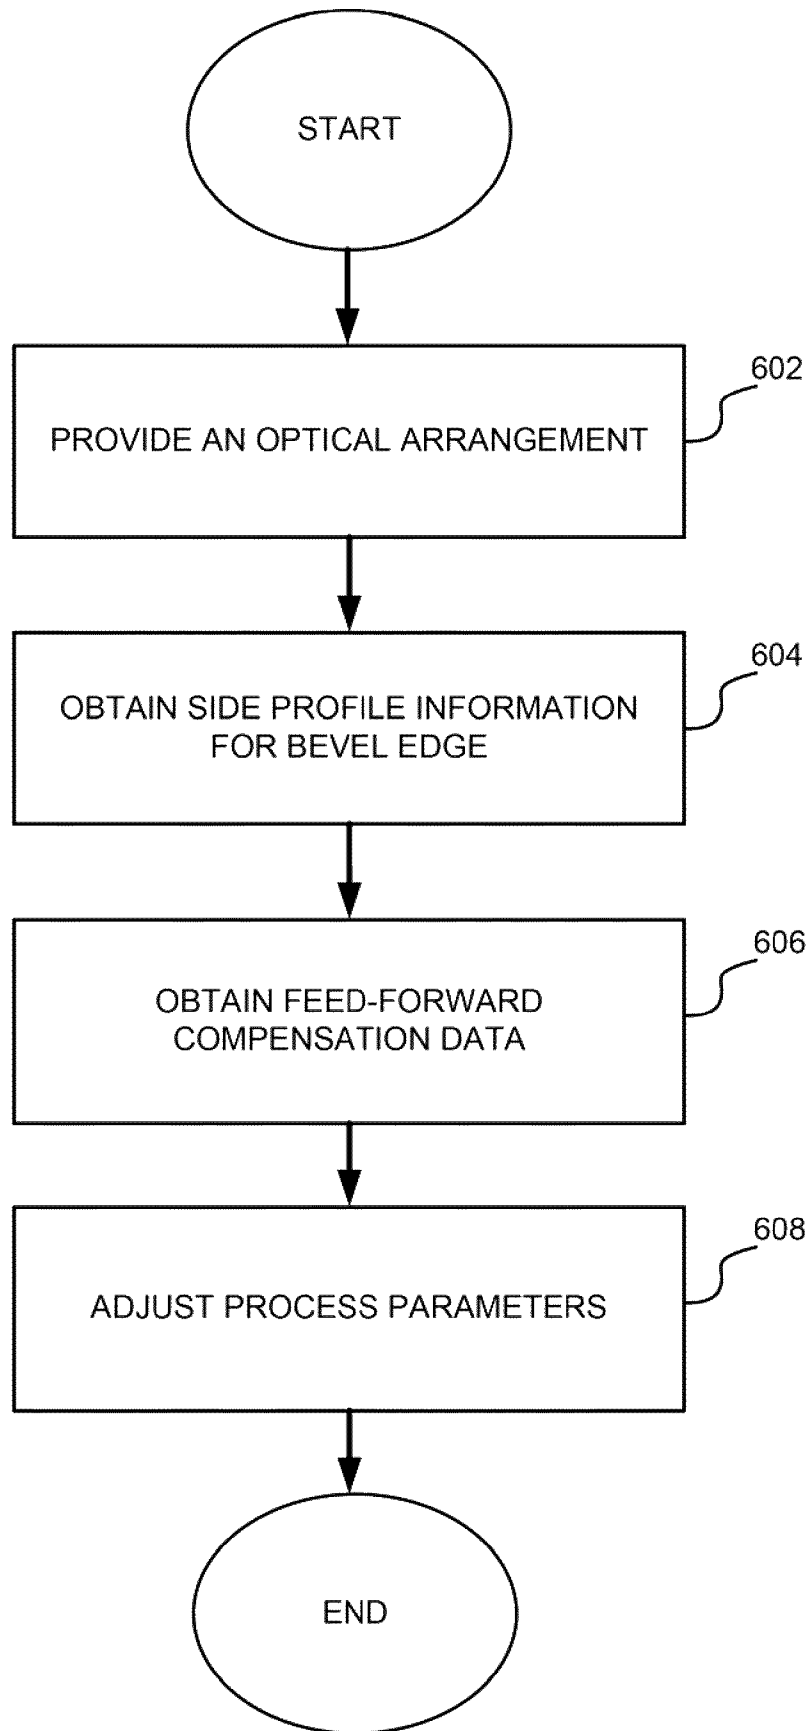 START
602
PROVIDE AN OPTICAL ARRANGEMENT
604
OBTAIN SIDE PROFILE INFORMATION
FOR BEVEL EDGE
606
OBTAIN FEED-FORWARD
COMPENSATION DATA
608
ADJUST PROCESS PARAMETERS
END